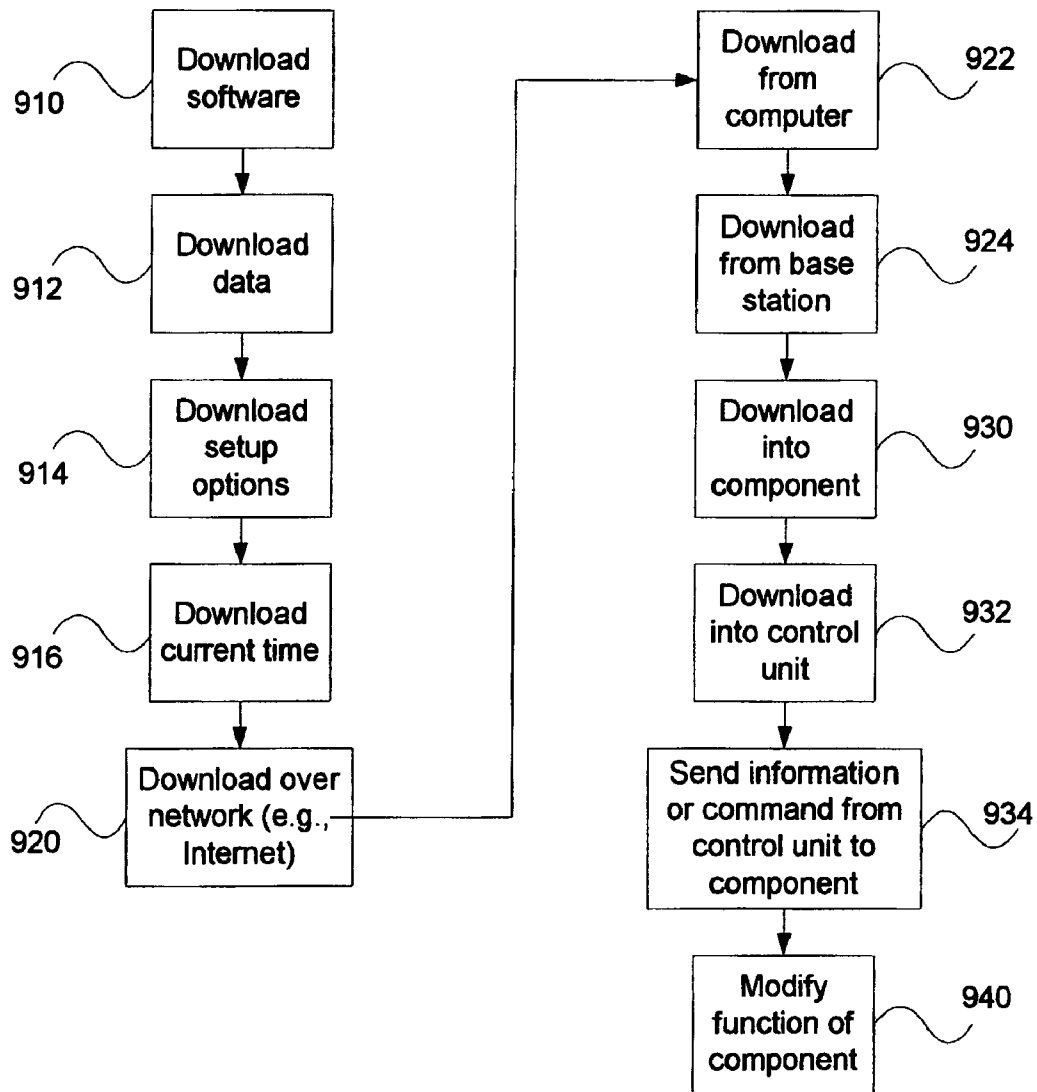 Download
software
910
Download
data
912
Download
setup
options
914
Download
current time
916
Download over
network (e.g.,
Internet)
920
Download
from
computer
922
Download
from base
station
924
Download
into
component
930
Download
into control
unit
932
Send information
or command from
control unit to
component
934
Modify
function of
component
940